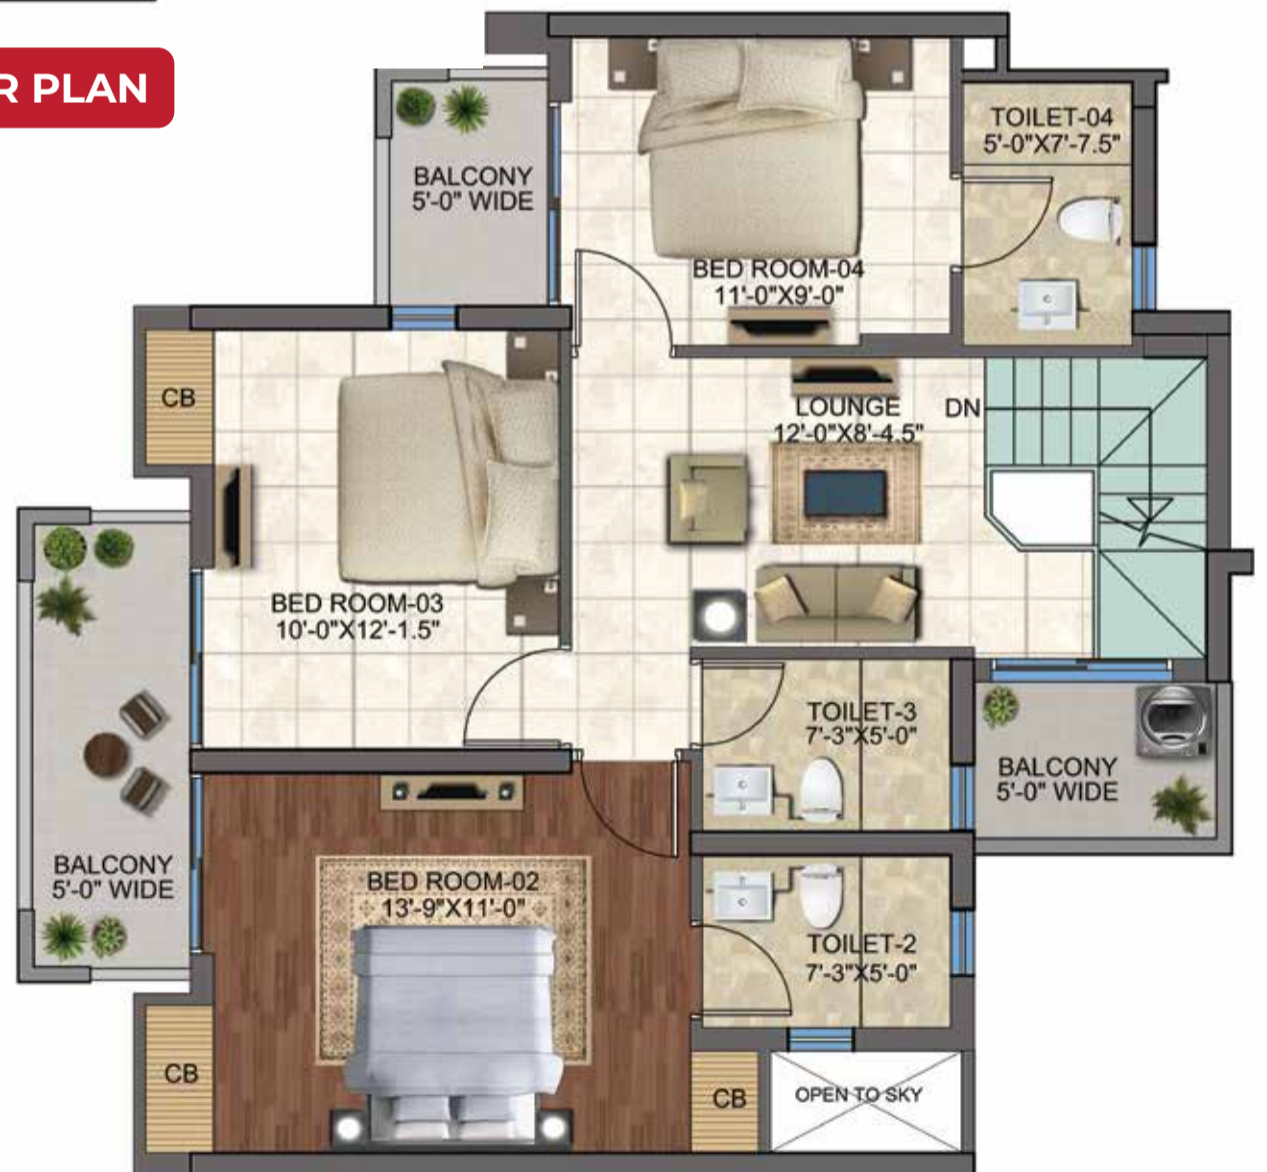 R PLAN
TOILET-04
5'-0"X7'-7.5"
BALCONY
5'-0" WIDE
BED ROOM-04
11'-0"X9'-0"
CB
LOUNGE
12'-0"X8'-4.5"
DN
BED ROOM-03
10'-0"X12'-1.5"
TOILET-3
7'-3"X5'-0"
BALCONY
5'-0" WIDE
BALCONY
5'-0" WIDE
BED ROOM-02
13'-9"X11'-0"
TOILET-2
7'-3"X5'-0"
CB
CB
OPEN TO SKY